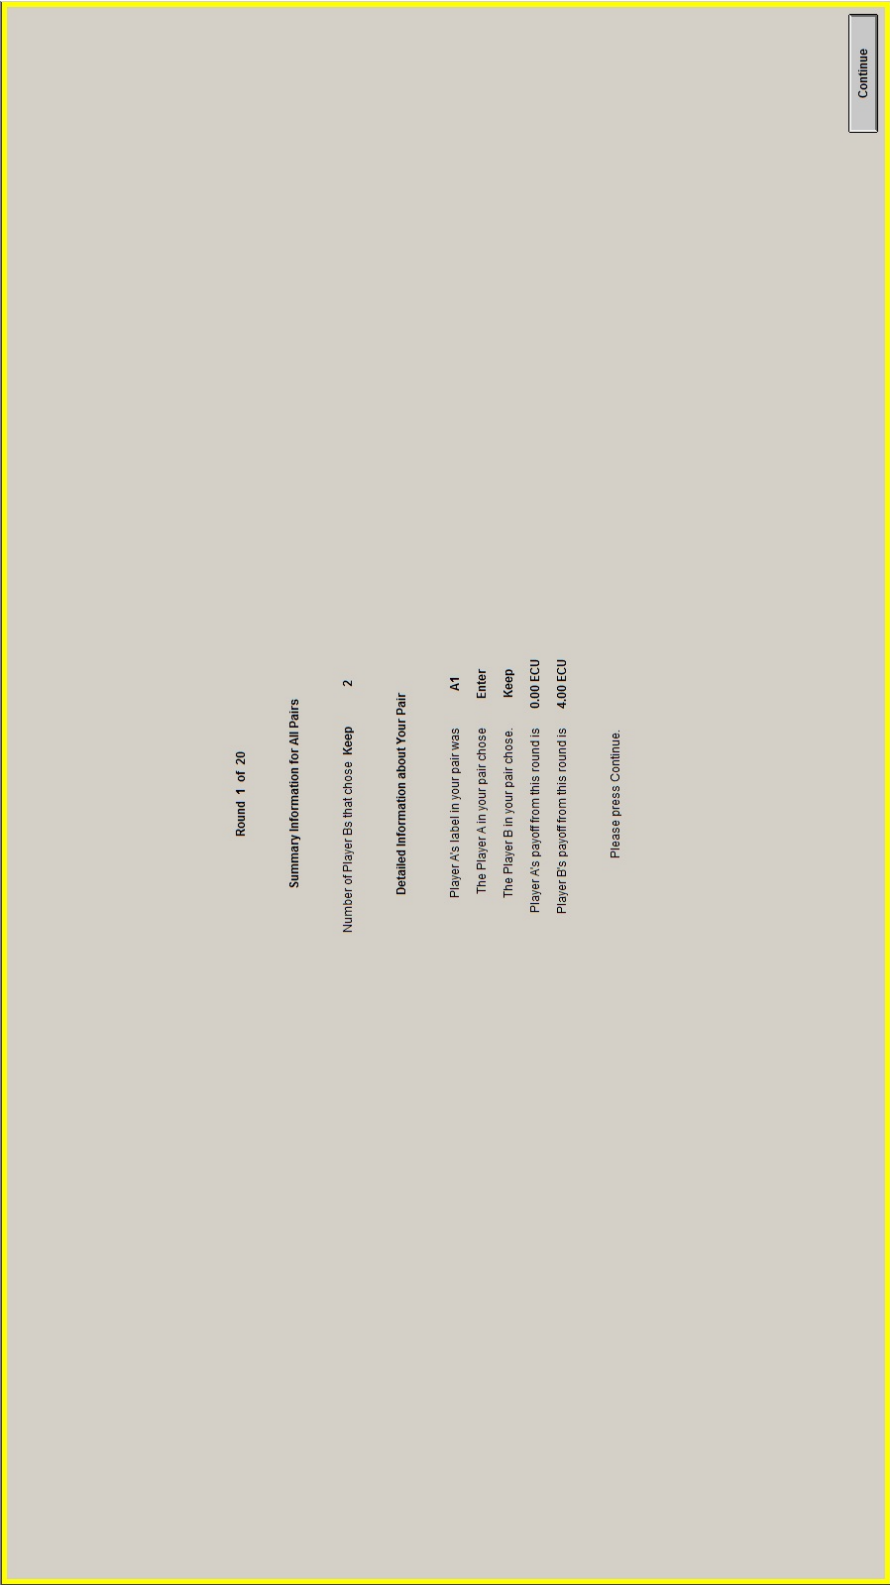 Round 1 of 20
Summary Information for All Pairs
Number of Player Bs that chose Keep 2
Detailed Information about Your Pair
Player A's label in your pair was A1
The Player A in your pair chose Enter
The Player B in your pair chose. Keep
Player A's payoff from this round is 0.00 ECU
Player B's payoff from this round is 4.00 ECU
Please press Continue.
Continue